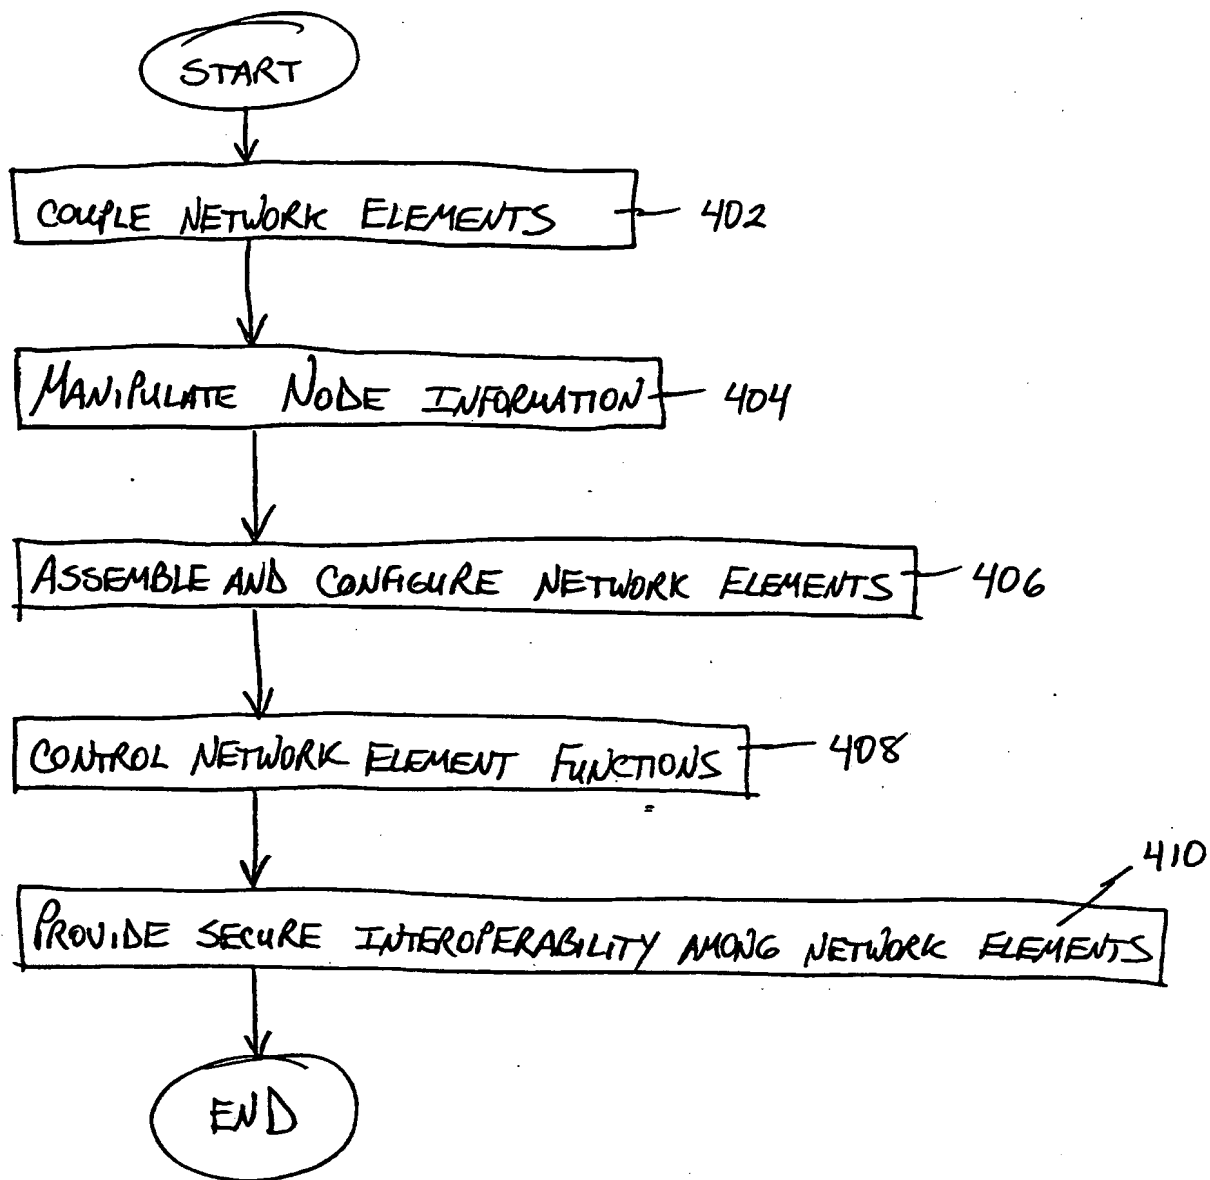 START
COUPLE NETWORK ELEMENTS 402
MANIPULATE NODE INFORMATION 404
ASSEMBLE AND CONFIGURE NETWORK ELEMENTS 406
CONTROL NETWORK ELEMENT FUNCTIONS 408
410
PROVIDE SECURE INTEROPERABILITY AMONG NETWORK ELEMENTS
END